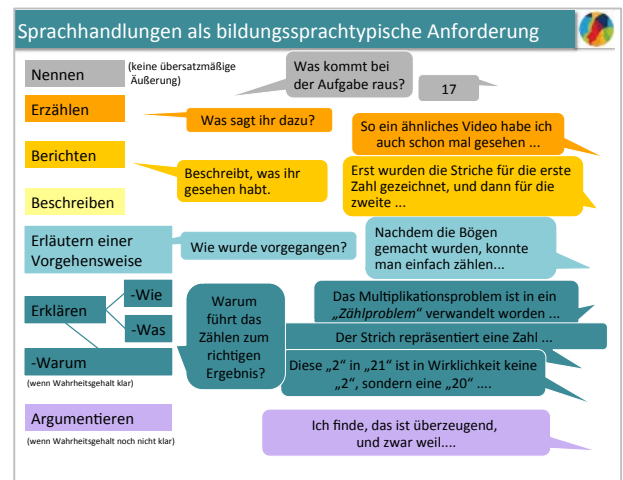 Sprachhandlungen als bildungssprachtypische Anforderung
Nennen
(keine übersatzmäßige
Äußerung)
Was kommt bei
der Aufgabe raus?
17
Erzählen
Was sagt ihr dazu?
So ein ähnliches Video habe ich
auch schon mal gesehen ...
Berichten
Beschreibt, was ihr
gesehen habt.
Erst wurden die Striche für die erste
Zahl gezeichnet, und dann für die
zweite ...
Beschreiben
Erläutern einer
Vorgehensweise
Wie wurde vorgegangen?
Nachdem die Bögen
gemacht wurden, konnte
man einfach zählen...
Erklären
-Wie
-Was
-Warum
(wenn Wahrheitsgehalt klar)
Warum
führt das
Zählen zum
richtigen
Ergebnis?
Das Multiplikationsproblem ist in ein
„Zählproblem“ verwandelt worden ...
Der Strich repräsentiert eine Zahl ...
Diese „2“ in „21“ ist in Wirklichkeit keine
„2“, sondern eine „20“ ....
Argumentieren
(wenn Wahrheitsgehalt noch nicht klar)
Ich finde, das ist überzeugend,
und zwar weil....